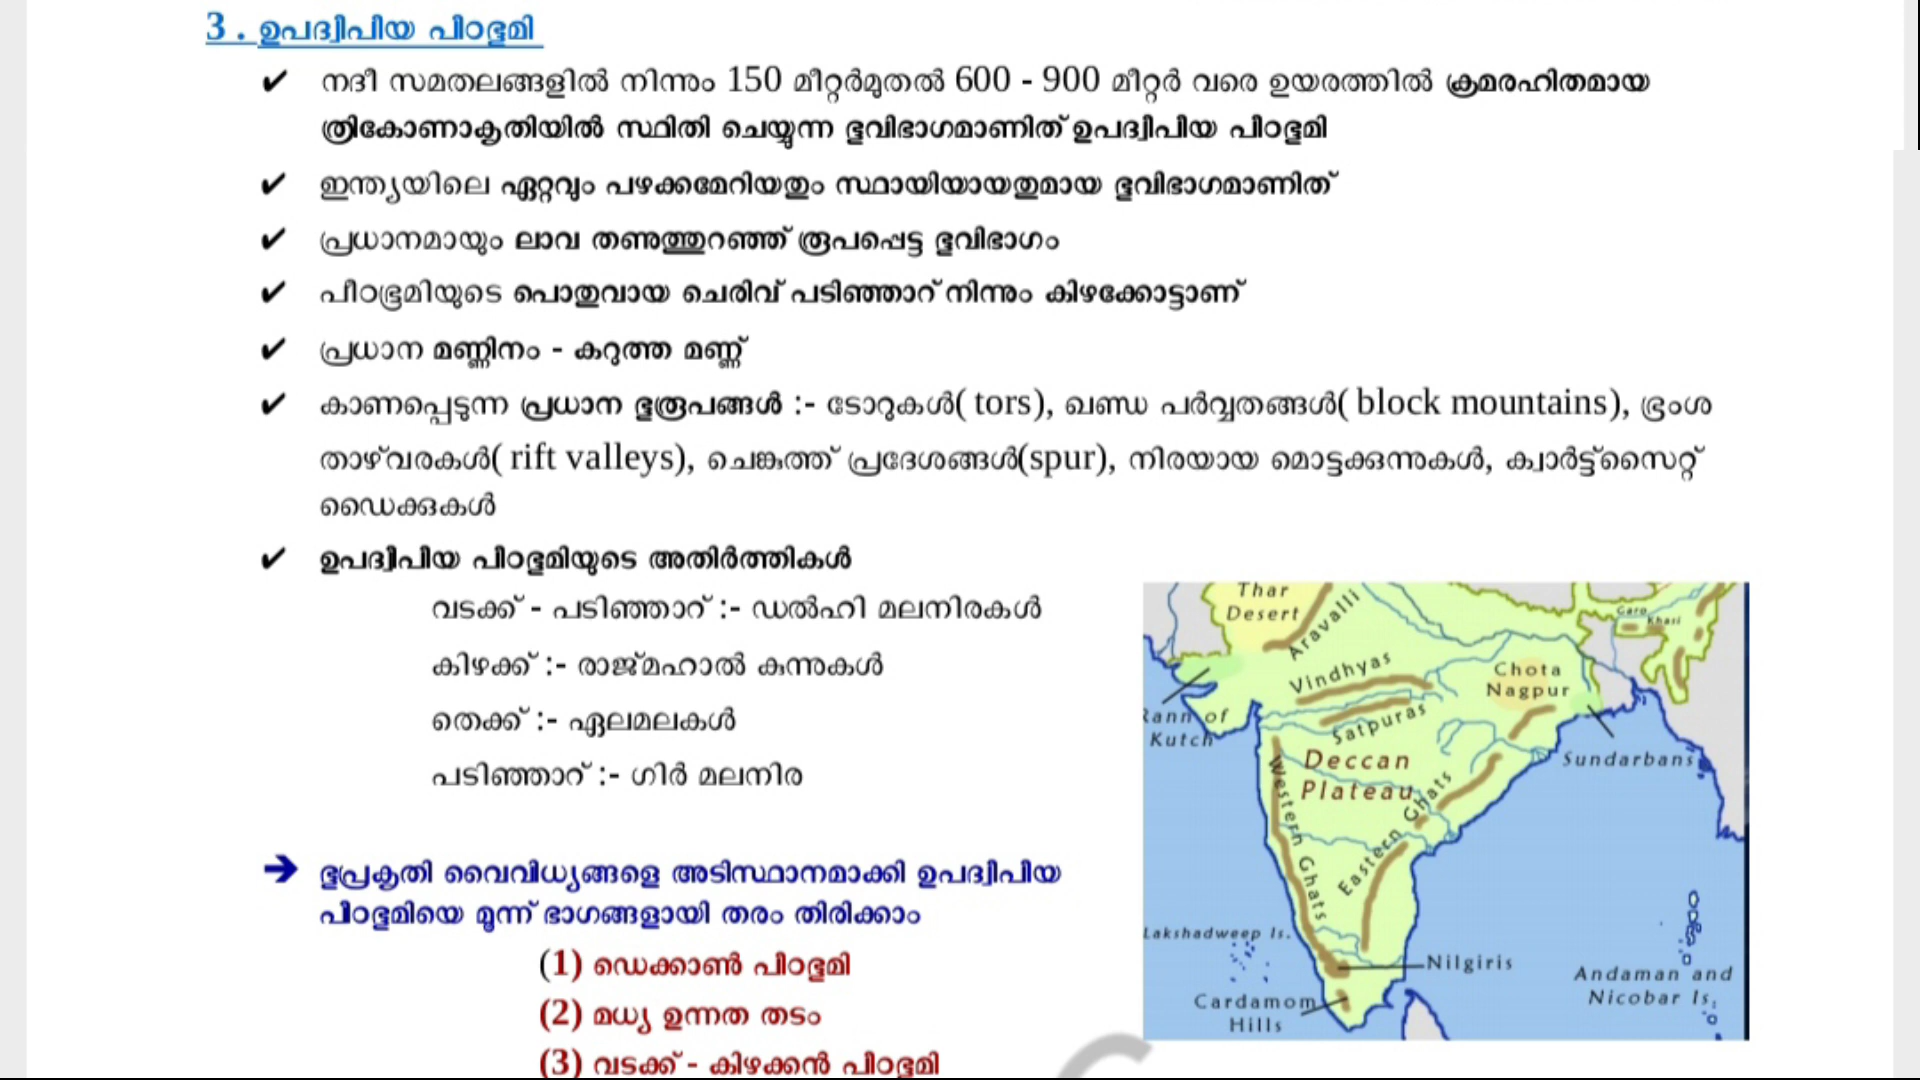 3 . ഉപദ്വീപീയ പീഠഭൂമി
✔ നദീ സമതലങ്ങളിൽ നിന്നും 150 മീറ്റർമുതൽ 600 - 900 മീറ്റർ വരെ ഉയരത്തിൽ ക്രമരഹിതമായ
ത്രികോണാകൃതിയിൽ സ്ഥിതി ചെയ്യുന്ന ഭൂവിഭാഗമാണിത് ഉപദ്വീപീയ പീഠഭൂമി
✔ ഇന്ത്യയിലെ ഏറ്റവും പഴക്കമേറിയതും സ്ഥായിയായതുമായ ഭൂവിഭാഗമാണിത്
✔ പ്രധാനമായും ലാവ തണുത്തുറഞ്ഞ് രൂപപ്പെട്ട ഭൂവിഭാഗം
✔ പീഠഭൂമിയുടെ പൊതുവായ ചെരിവ് പടിഞ്ഞാറ് നിന്നും കിഴക്കോട്ടാണ്
✔ പ്രധാന മണ്ണിനം - കറുത്ത മണ്ണ്
✔ കാണപ്പെടുന്ന പ്രധാന ഭൂരൂപങ്ങൾ :- ടോറുകൾ( tors), ഖണ്ഡ പർവ്വതങ്ങൾ( block mountains), ഭ്രംശ
താഴ്‌വരകൾ( rift valleys), ചെങ്കുത്ത് പ്രദേശങ്ങൾ(spur), നിരയായ മൊട്ടക്കുന്നുകൾ, ക്വാർട്ട്സൈറ്റ്
ഡൈക്കുകൾ
✔ ഉപദ്വീപീയ പീഠഭൂമിയുടെ അതിർത്തികൾ
വടക്ക് - പടിഞ്ഞാറ് :- ഡൽഹി മലനിരകൾ
കിഴക്ക് :- രാജ്മഹാൽ കുന്നുകൾ
തെക്ക് :- ഏലമലകൾ
പടിഞ്ഞാറ് :- ഗിർ മലനിര
➔ ഭൂപ്രകൃതി വൈവിധ്യങ്ങളെ അടിസ്ഥാനമാക്കി ഉപദ്വീപീയ
പീഠഭൂമിയെ മൂന്ന് ഭാഗങ്ങളായി തരം തിരിക്കാം
(1) ഡെക്കാൺ പീഠഭൂമി
(2) മധ്യ ഉന്നത തടം
(3) വടക്ക് - കിഴക്കൻ പീഠഭൂമി
Thar
Desert
Aravalli
Garo
Khasi
Vindhyas
Chota
Nagpur
Rann of
Kutch
Satpuras
Sundarbans
Deccan
Plateau
Western Ghats
Eastern Ghats
Lakshadweep Is.
Nilgiris
Andaman and
Nicobar Is.
Cardamom
Hills